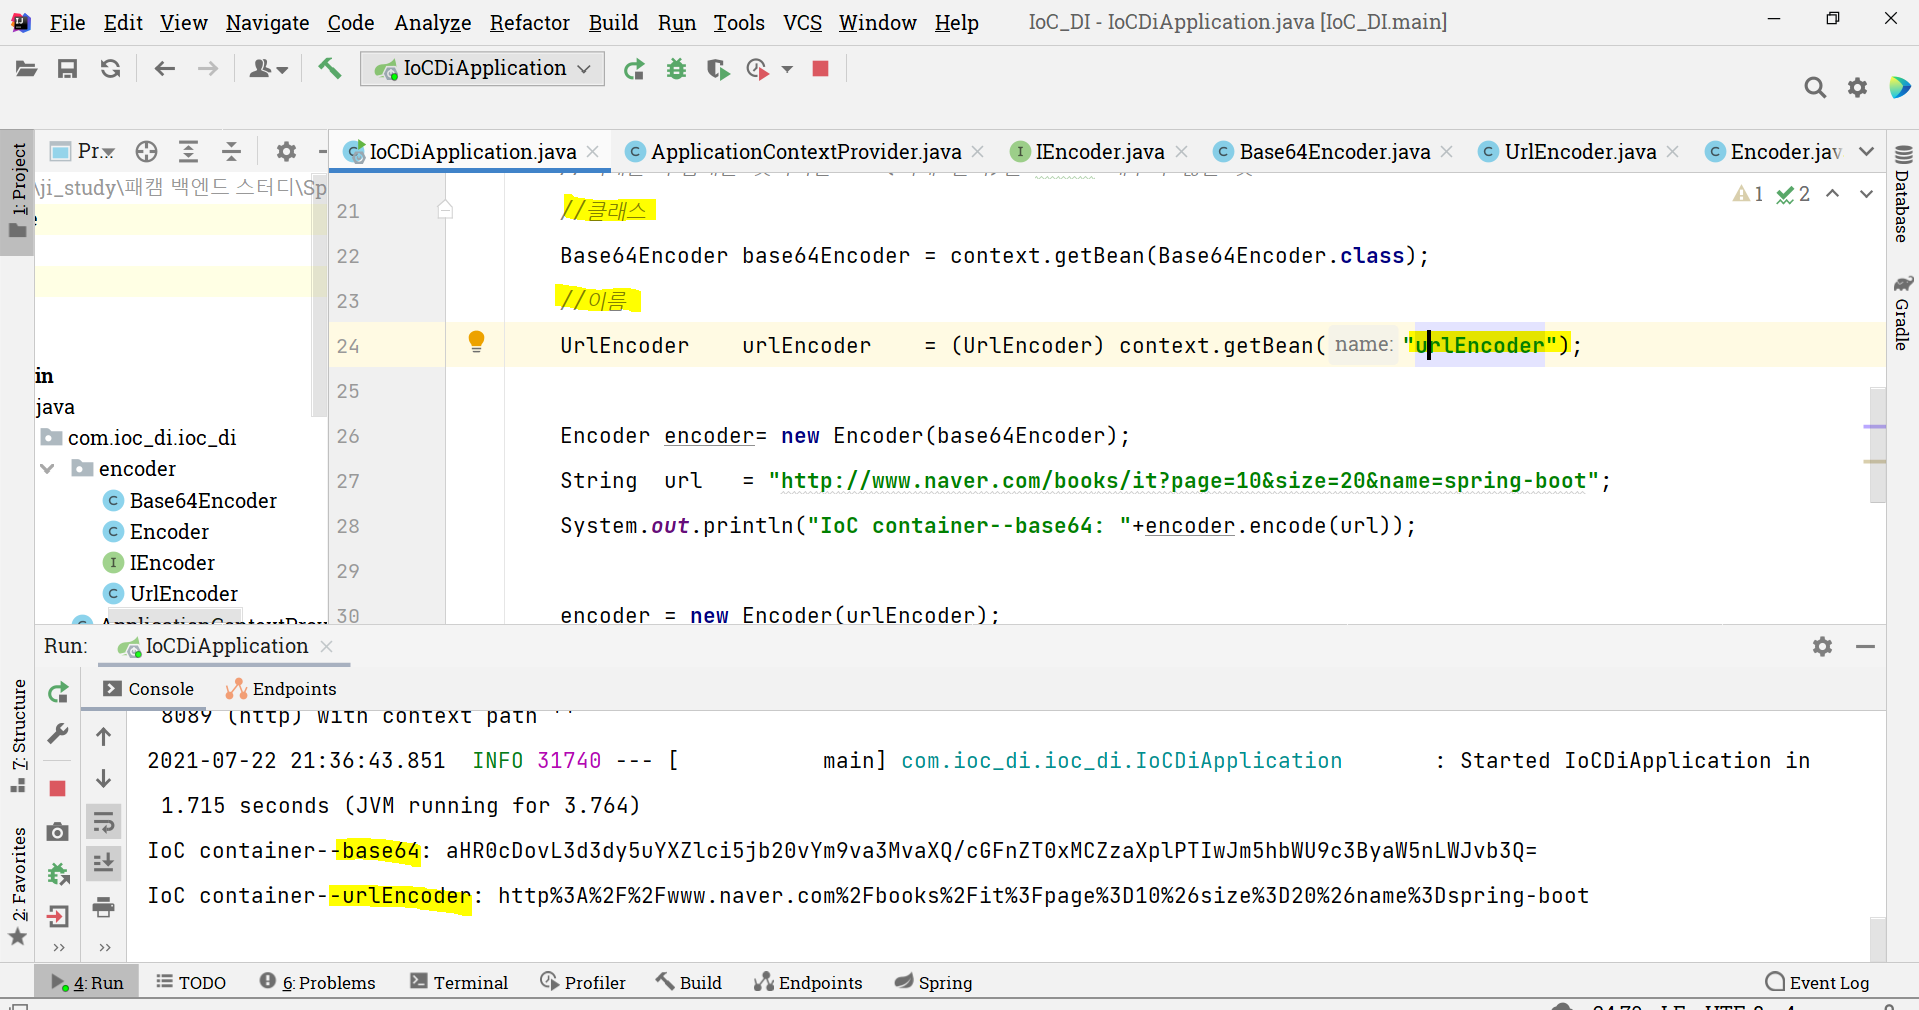 File Edit View Navigate Code Analyze Refactor Build Run Tools VCS Window Help IoC_DI - IoCDiApplication.java [IoC_DI.main]
IoCDiApplication
1: Project
Pr...
IoCDiApplication.java ApplicationContextProvider.java IEncoder.java Base64Encoder.java UrlEncoder.java Encoder.jav
\ji_study\패캠 백엔드 스터디\Sp
in
java
com.ioc_di.ioc_di
encoder
Base64Encoder
Encoder
IEncoder
UrlEncoder
1 2
21 //클래스
22 Base64Encoder base64Encoder = context.getBean(Base64Encoder.class);
23 //이름
24 UrlEncoder urlEncoder = (UrlEncoder) context.getBean( name: "urlEncoder");
25
26 Encoder encoder= new Encoder(base64Encoder);
27 String url = "http://www.naver.com/books/it?page=10&size=20&name=spring-boot";
28 System.out.println("IoC container--base64: "+encoder.encode(url));
29
30 encoder = new Encoder(urlEncoder);
Database
Gradle
Run: IoCDiApplication
Console Endpoints
8089 (http) with context path ''
2021-07-22 21:36:43.851 INFO 31740 --- [ main] com.ioc_di.ioc_di.IoCDiApplication : Started IoCDiApplication in
1.715 seconds (JVM running for 3.764)
IoC container--base64: aHR0cDovL3d3dy5uYXZlci5jb20vYm9va3MvaXQ/cGFnZT0xMCZzaXplPTIwJm5hbWU9c3ByaW5nLWJvb3Q=
IoC container--urlEncoder: http%3A%2F%2Fwww.naver.com%2Fbooks%2Fit%3Fpage%3D10%26size%3D20%26name%3Dspring-boot
7: Structure
2: Favorites
4: Run TODO 6: Problems Terminal Profiler Build Endpoints Spring Event Log